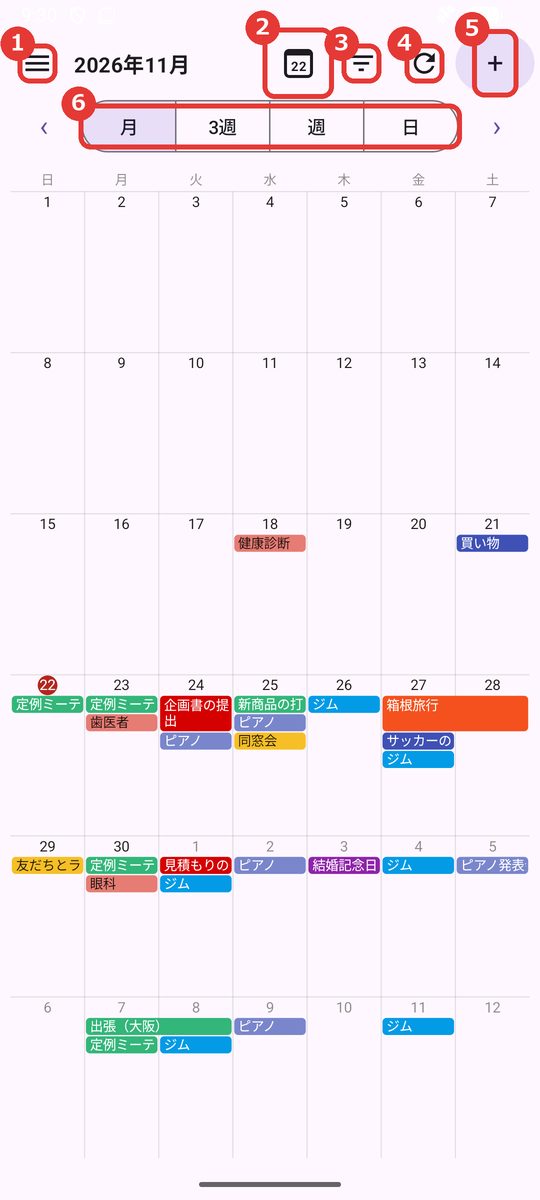 1
2
3
4
5
2026年11月
22
+
6
‹ 月 3週 週 日 ›
日 月 火 水 木 金 土
1 2 3 4 5 6 7
8 9 10 11 12 13 14
15 16 17 18 19 20 21
健康診断 買い物
22 23 24 25 26 27 28
定例ミーテ 定例ミーテ 企画書の提出 新商品の打 ジム 箱根旅行
歯医者 ピアノ
ピアノ 同窓会 サッカーの
ジム
29 30 1 2 3 4 5
友だちとラ 定例ミーテ 見積もりの ピアノ 結婚記念日 ジム ピアノ発表
眼科 ジム
6 7 8 9 10 11 12
出張（大阪） ピアノ ジム
定例ミーテ ジム